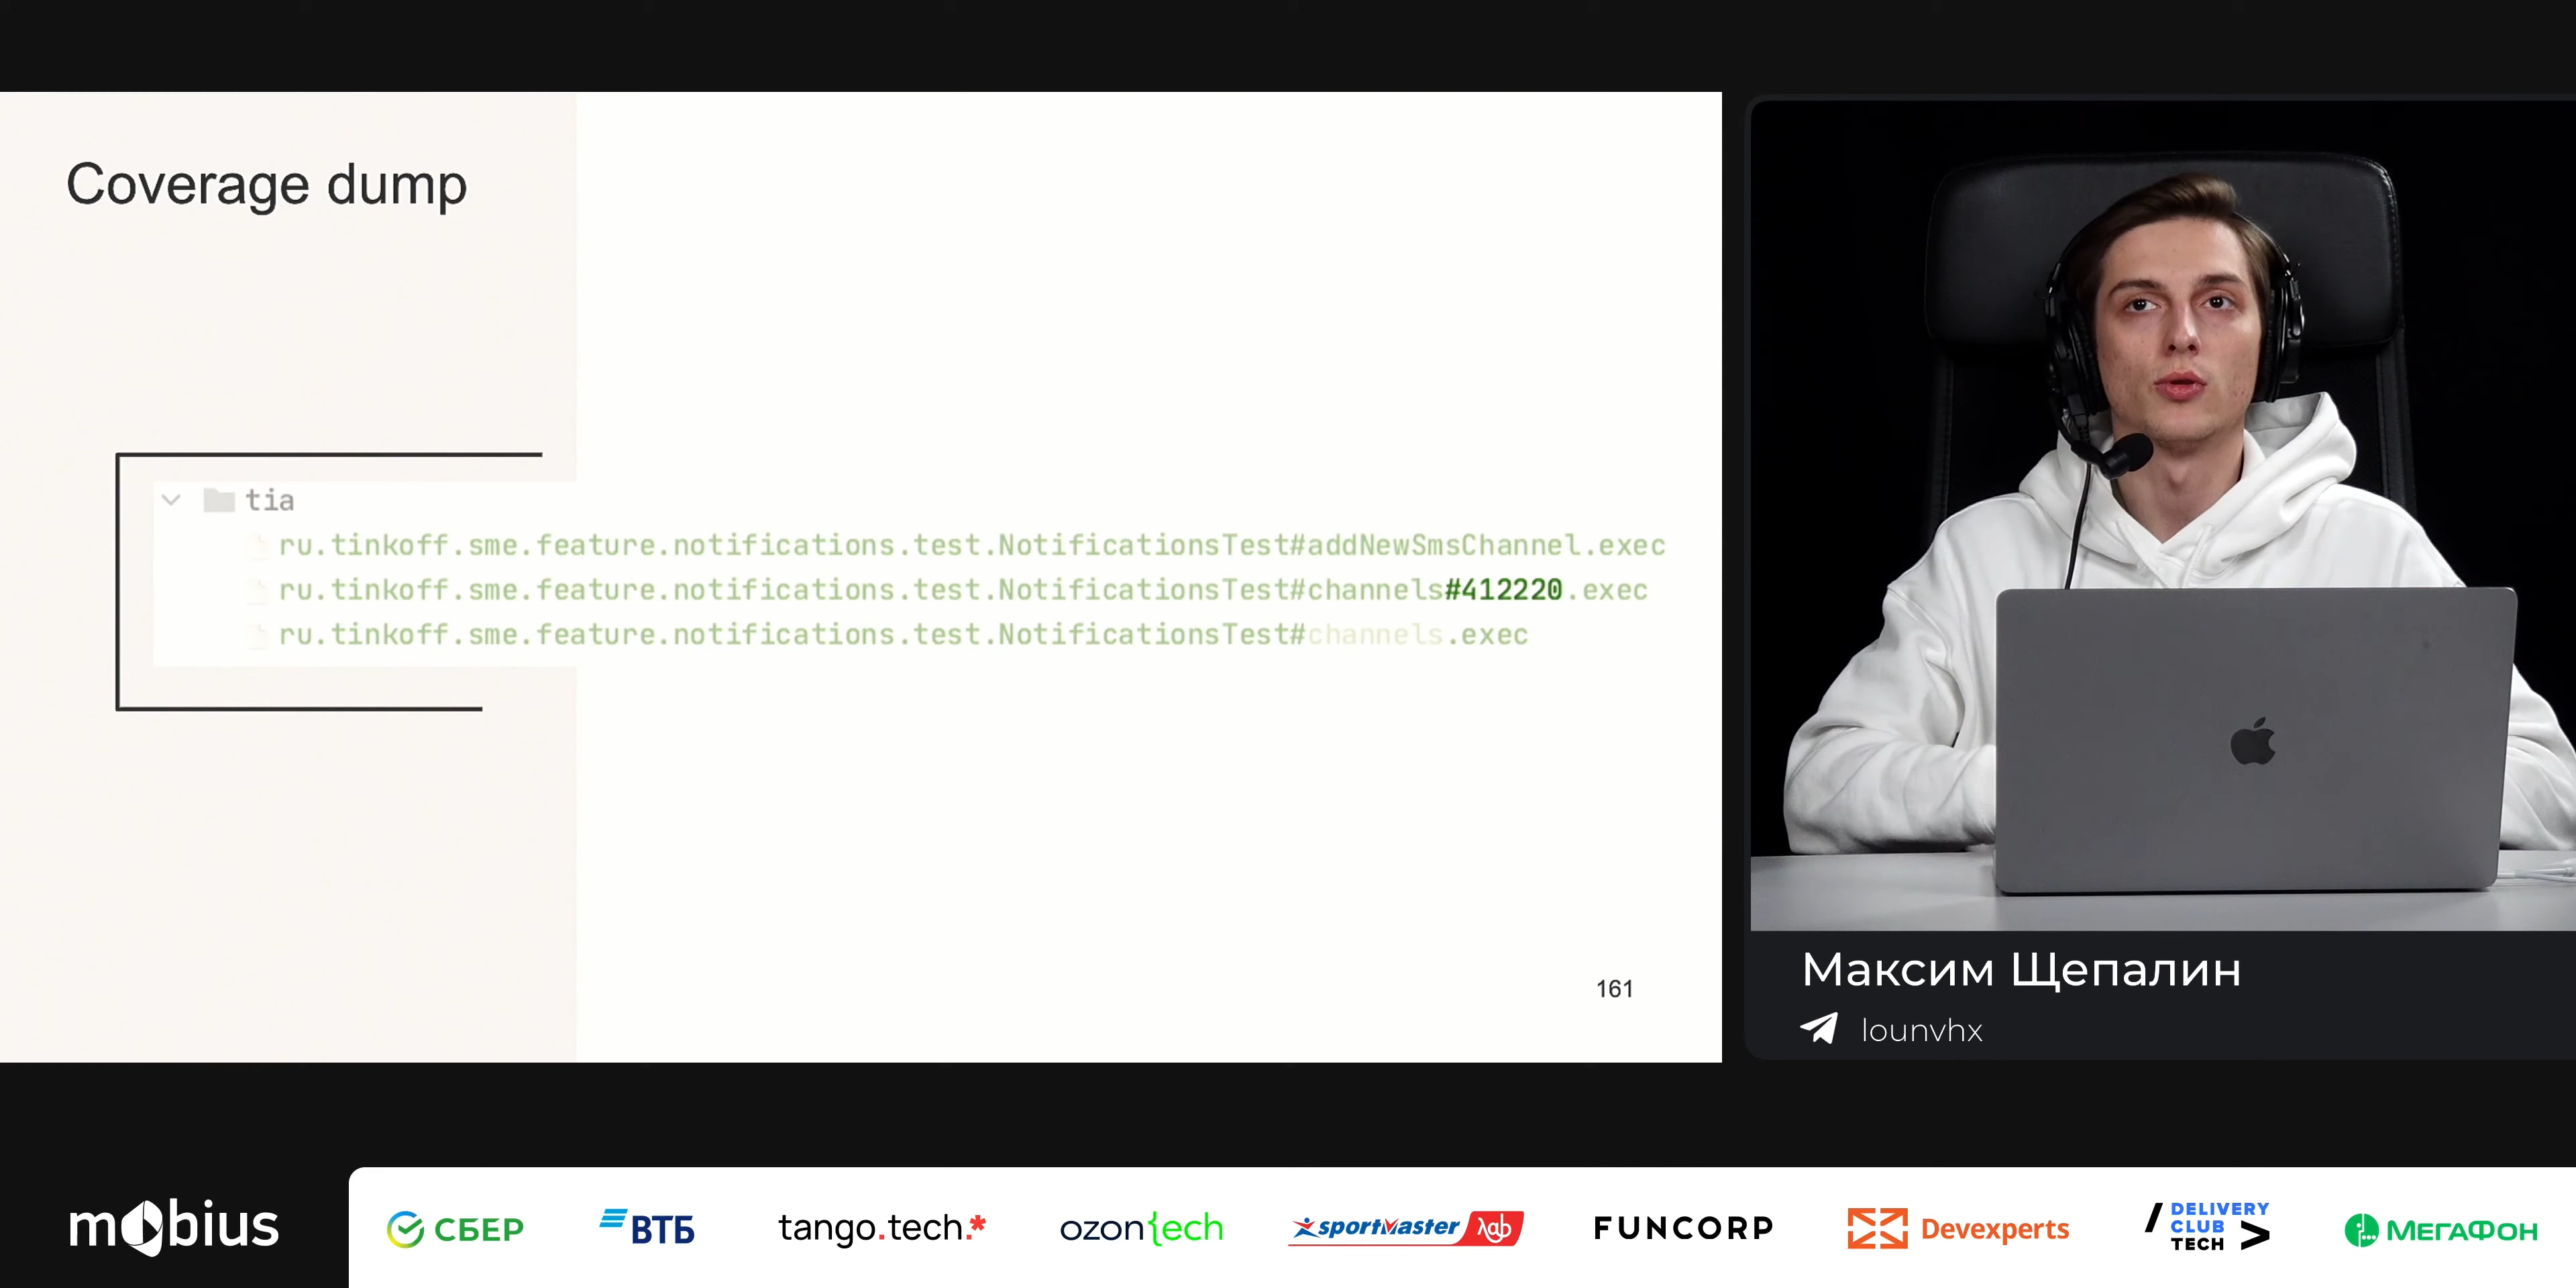 Coverage dump
tia
ru.tinkoff.sme.feature.notifications.test.NotificationsTest#addNewSmsChannel.exec
ru.tinkoff.sme.feature.notifications.test.NotificationsTest#channels#412220.exec
ru.tinkoff.sme.feature.notifications.test.NotificationsTest#channels.exec
161
Максим Щепалин
lounvhx
mobius
СБЕР
ВТБ
tango.tech.*
ozon{ech
sportmaster λab
FUNCORP
Devexperts
/ DELIVERY
CLUB
TECH >
МЕГАФОН